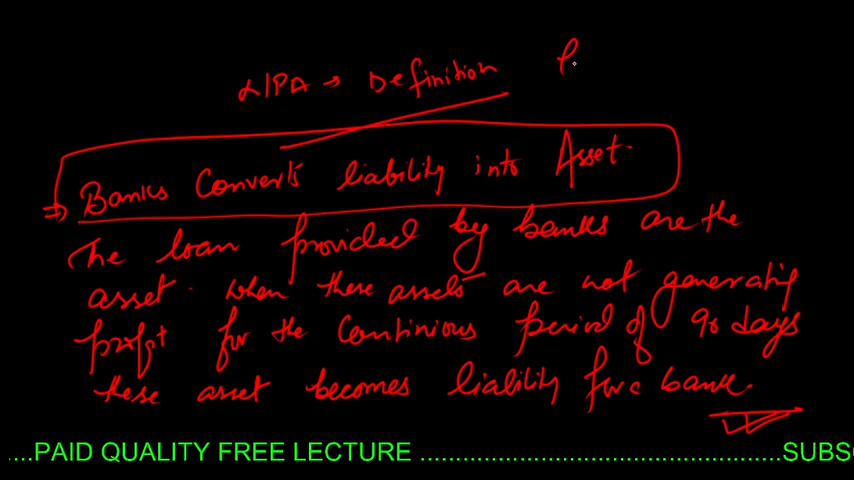 NPA → Definition
⇒ Banks Converts liability into Asset.
The loan provided by banks are the
asset. When these assets are not generating
profit for the Continious period of 90 days
these asset becomes liability for a bank.
....PAID QUALITY FREE LECTURE ......................................................SUBS